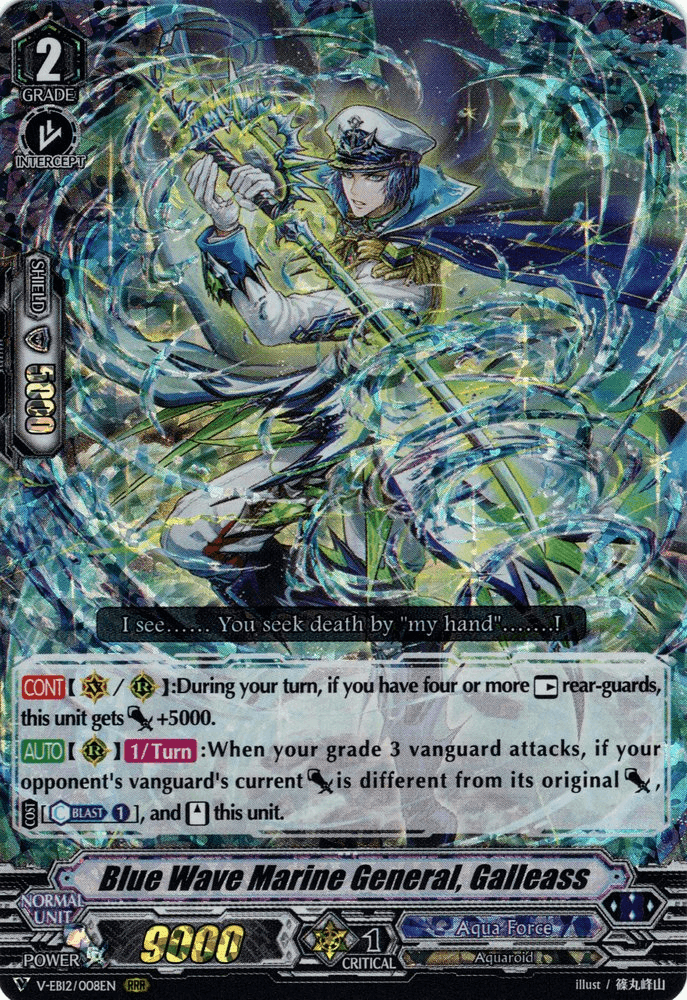 2
GRADE
INTERCEPT
SHIELD
5000
I see…… You seek death by "my hand"…….!
CONT【 V / R 】:During your turn, if you have four or more rear-guards,
this unit gets +5000.
AUTO【 R 】1/Turn :When your grade 3 vanguard attacks, if your
opponent's vanguard's current is different from its original ,
COST [ C BLAST 1 ], and this unit.
Blue Wave Marine General, Galleass
NORMAL
UNIT
POWER 9000
1
CRITICAL
Aqua Force
Aquaroid
V-EB12/008EN RRR
illust / 篠丸峰山